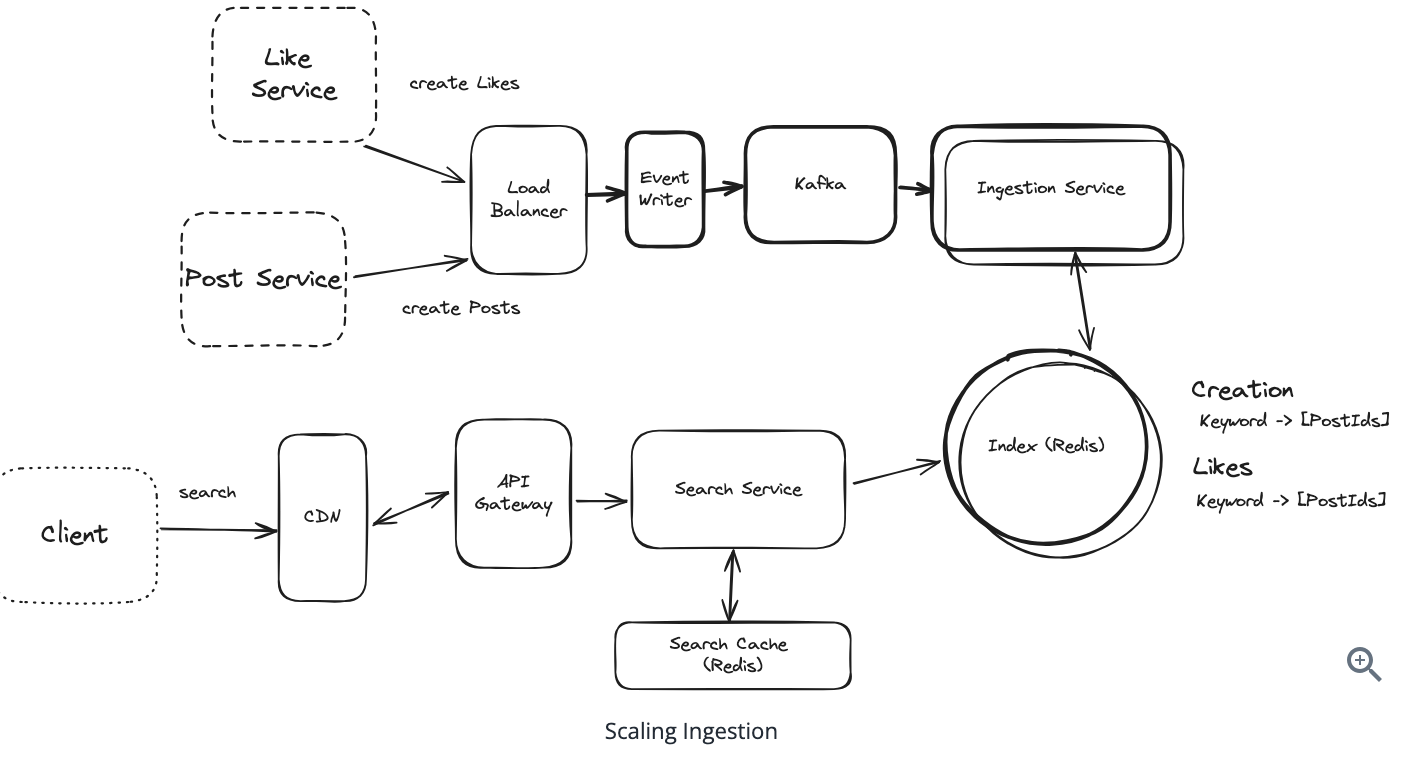 Like
Service
create Likes
Load
Balancer
Event
Writer
Kafka
Ingestion Service
Post Service
create Posts
Creation
Keyword -> [PostIds]
Likes
Keyword -> [PostIds]
Index (Redis)
Client
search
CDN
API
Gateway
Search Service
Search Cache
(Redis)
Scaling Ingestion